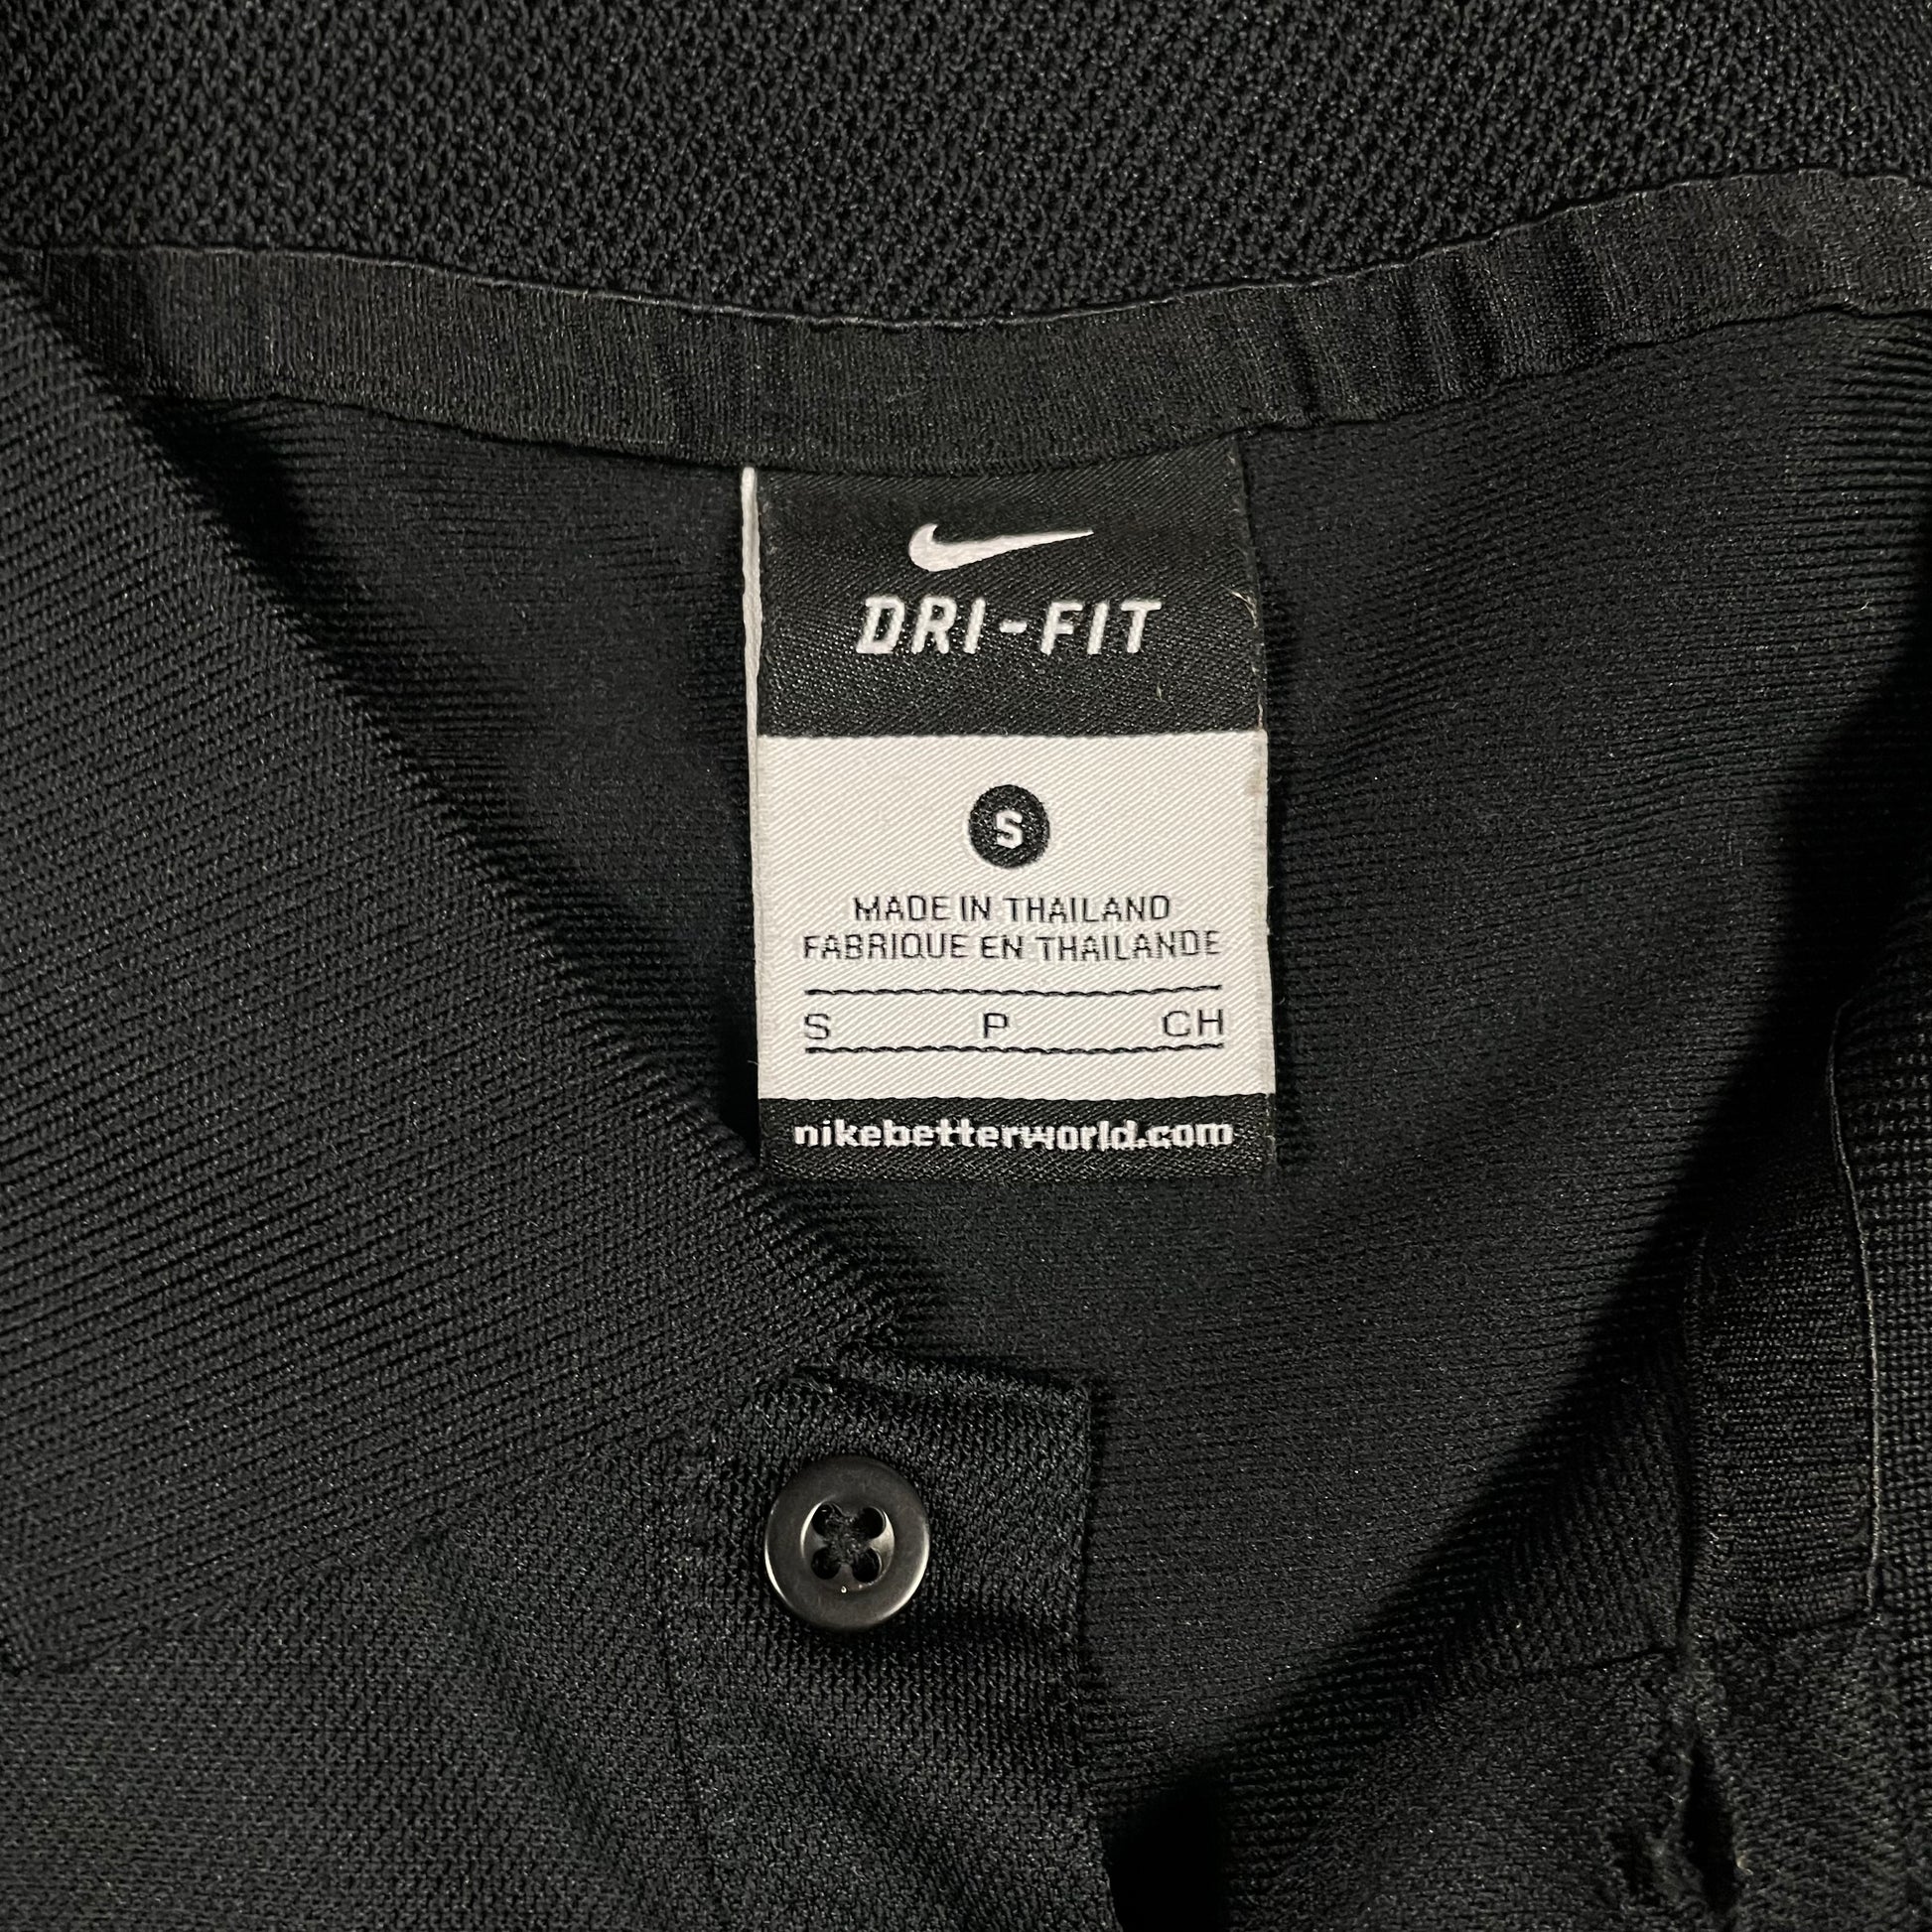 DRI-FIT
S
MADE IN THAILAND
FABRIQUE EN THAILANDE
S P CH
nikebetterworld.com